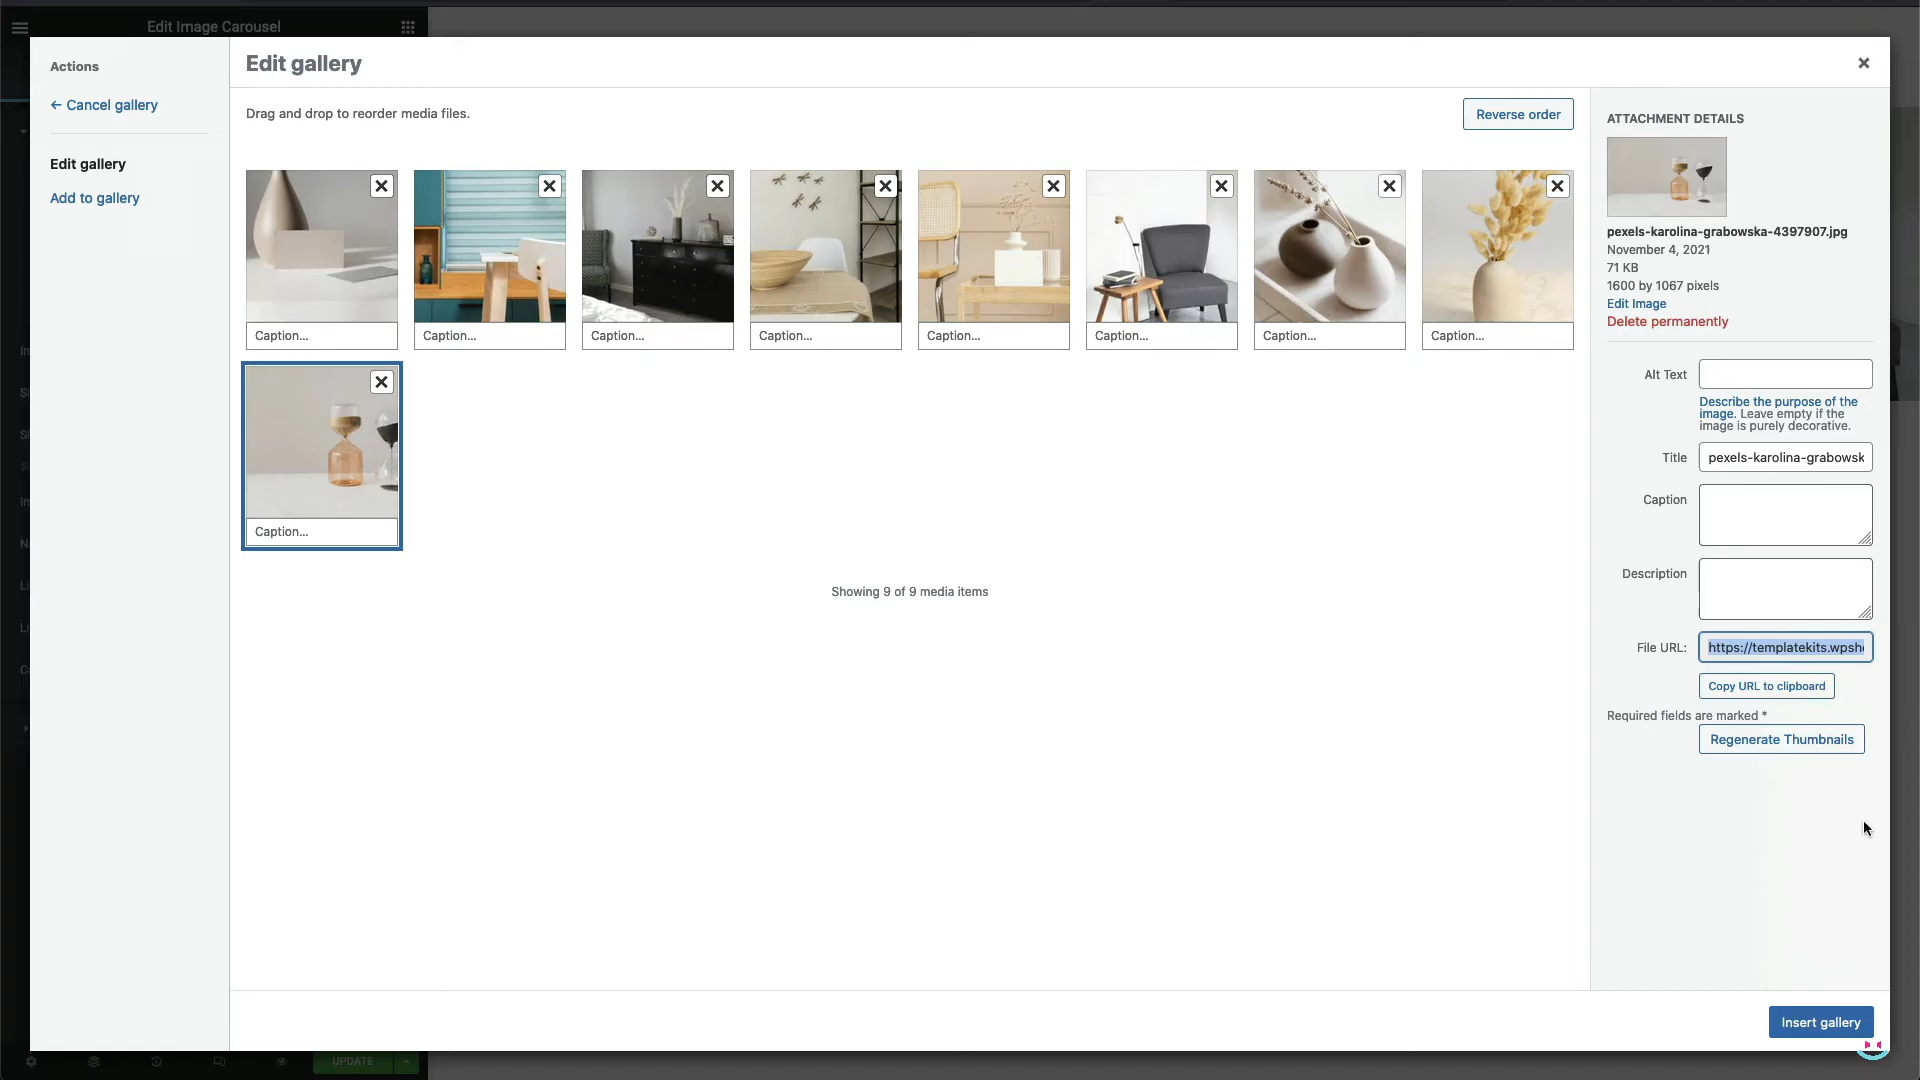 Edit Image Carousel
Actions
← Cancel gallery
Edit gallery
Add to gallery
Edit gallery
Drag and drop to reorder media files.
Reverse order
Caption...
Caption...
Caption...
Caption...
Caption...
Caption...
Caption...
Caption...
Caption...
Showing 9 of 9 media items
ATTACHMENT DETAILS
pexels-karolina-grabowska-4397907.jpg
November 4, 2021
71 KB
1600 by 1067 pixels
Edit Image
Delete permanently
Alt Text
Describe the purpose of the
image. Leave empty if the
image is purely decorative.
Title
pexels-karolina-grabowsk
Caption
Description
File URL:
https://templatekits.wpsh
Copy URL to clipboard
Required fields are marked *
Regenerate Thumbnails
Insert gallery
UPDATE